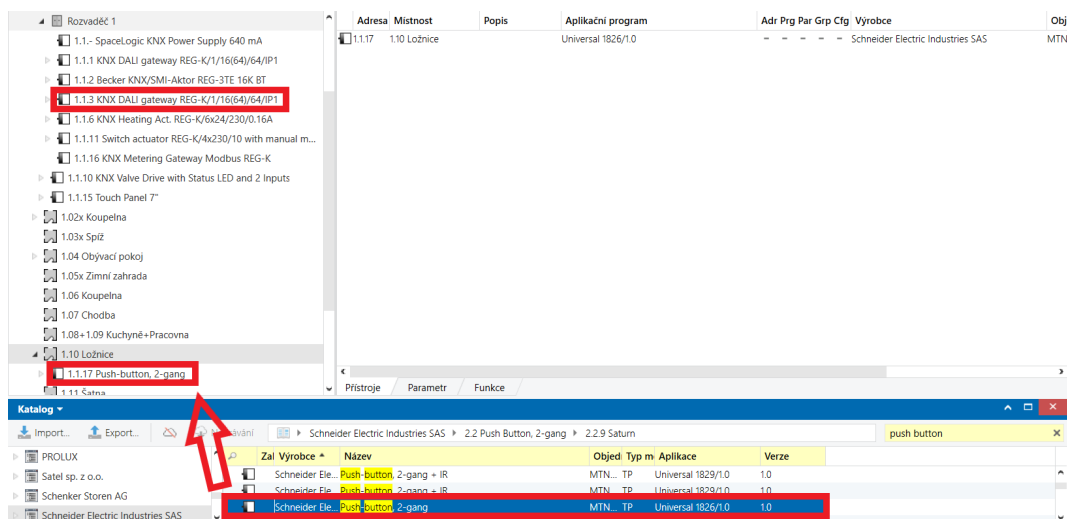 Rozvaděč 1
1.1.- SpaceLogic KNX Power Supply 640 mA
1.1.1 KNX DALI gateway REG-K/1/16(64)/64/IP1
1.1.2 Becker KNX/SMI-Aktor REG-3TE 16K BT
1.1.3 KNX DALI gateway REG-K/1/16(64)/64/IP1
1.1.6 KNX Heating Act. REG-K/6x24/230/0.16A
1.1.11 Switch actuator REG-K/4x230/10 with manual m...
1.1.16 KNX Metering Gateway Modbus REG-K
1.1.10 KNX Valve Drive with Status LED and 2 Inputs
1.1.15 Touch Panel 7"
1.02x Koupelna
1.03x Spíž
1.04 Obývací pokoj
1.05x Zimní zahrada
1.06 Koupelna
1.07 Chodba
1.08+1.09 Kuchyně+Pracovna
1.10 Ložnice
1.1.17 Push-button, 2-gang
1.11 Šatna
Adresa Místnost Popis Aplikační program Adr Prg Par Grp Cfg Výrobce Obj
1.1.17 1.10 Ložnice Universal 1826/1.0 - - - - - Schneider Electric Industries SAS MTN
Přístroje Parametr Funkce
Katalog
Import... Export... Schneider Electric Industries SAS 2.2 Push Button, 2-gang 2.2.9 Saturn push button
PROLUX
Satel sp. z o.o.
Schenker Storen AG
Schneider Electric Industries SAS
Zal Výrobce Název Objed Typ me Aplikace Verze
Schneider Ele... Push-button, 2-gang + IR MTN... TP Universal 1829/1.0 1.0
Schneider Ele... Push-button, 2-gang + IR MTN... TP Universal 1829/1.0 1.0
Schneider Ele... Push-button, 2-gang MTN... TP Universal 1826/1.0 1.0